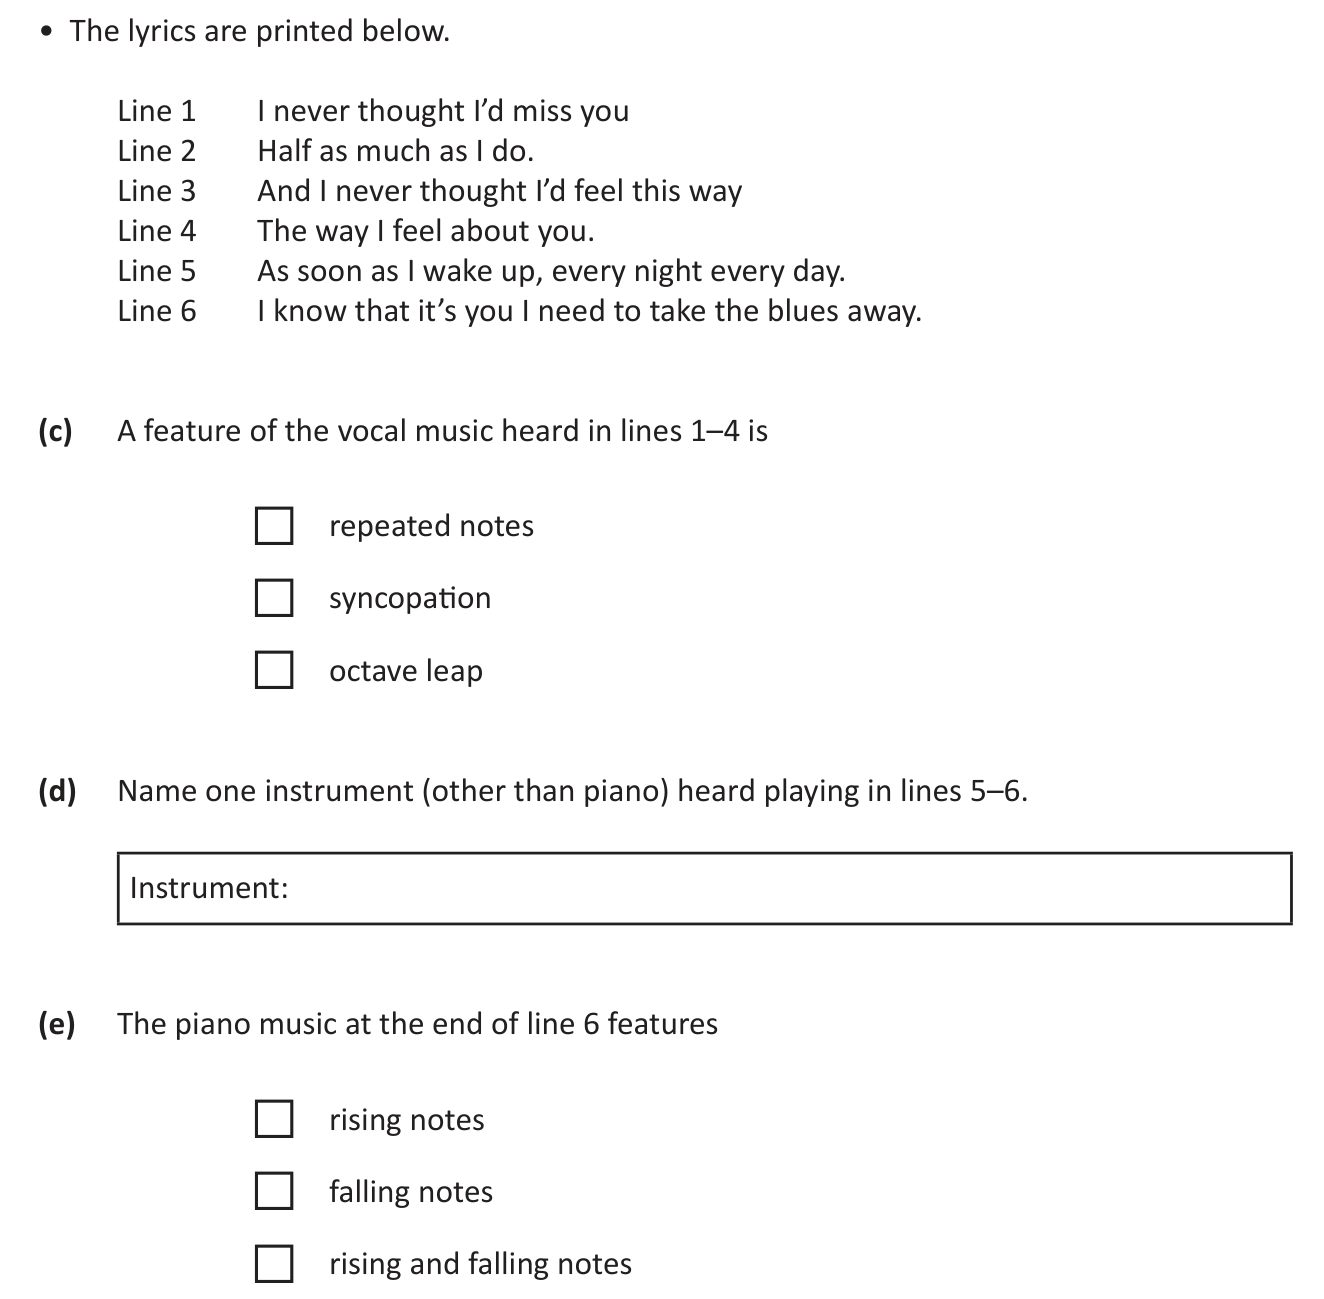 • The lyrics are printed below.
Line 1 I never thought I’d miss you
Line 2 Half as much as I do.
Line 3 And I never thought I’d feel this way
Line 4 The way I feel about you.
Line 5 As soon as I wake up, every night every day.
Line 6 I know that it’s you I need to take the blues away.
(c) A feature of the vocal music heard in lines 1–4 is
repeated notes
syncopation
octave leap
(d) Name one instrument (other than piano) heard playing in lines 5–6.
Instrument:
(e) The piano music at the end of line 6 features
rising notes
falling notes
rising and falling notes